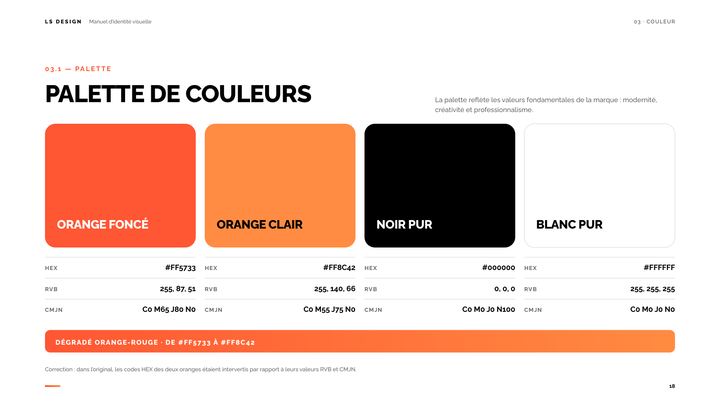 LS DESIGN Manuel d'identité visuelle
03 · COULEUR
03.1 — PALETTE
PALETTE DE COULEURS
La palette reflète les valeurs fondamentales de la marque : modernité,
créativité et professionnalisme.
ORANGE FONCÉ
ORANGE CLAIR
NOIR PUR
BLANC PUR
HEX #FF5733 HEX #FF8C42 HEX #000000 HEX #FFFFFF
RVB 255, 87, 51 RVB 255, 140, 66 RVB 0, 0, 0 RVB 255, 255, 255
CMJN C0 M65 J80 N0 CMJN C0 M55 J75 N0 CMJN C0 M0 J0 N100 CMJN C0 M0 J0 N0
DÉGRADÉ ORANGE-ROUGE · DE #FF5733 À #FF8C42
Correction : dans l'original, les codes HEX des deux oranges étaient intervertis par rapport à leurs valeurs RVB et CMJN.
18